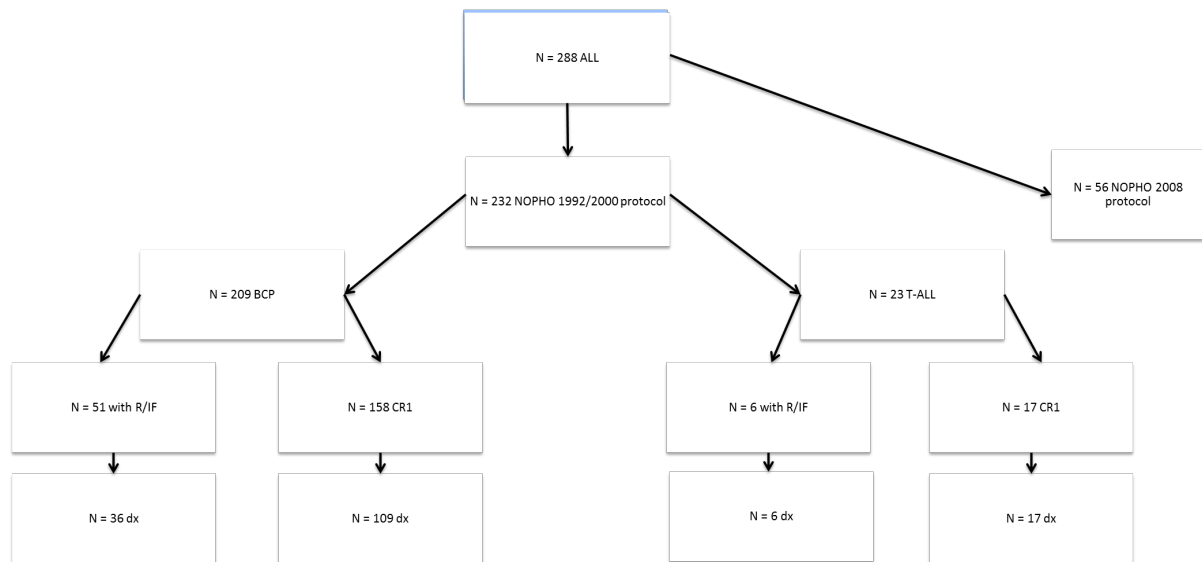 N = 288 ALL
N = 232 NOPHO 1992/2000 protocol
N = 56 NOPHO 2008
protocol
N = 209 BCP
N = 23 T-ALL
N = 51 with R/IF
N = 158 CR1
N = 6 with R/IF
N = 17 CR1
N = 36 dx
N = 109 dx
N = 6 dx
N = 17 dx